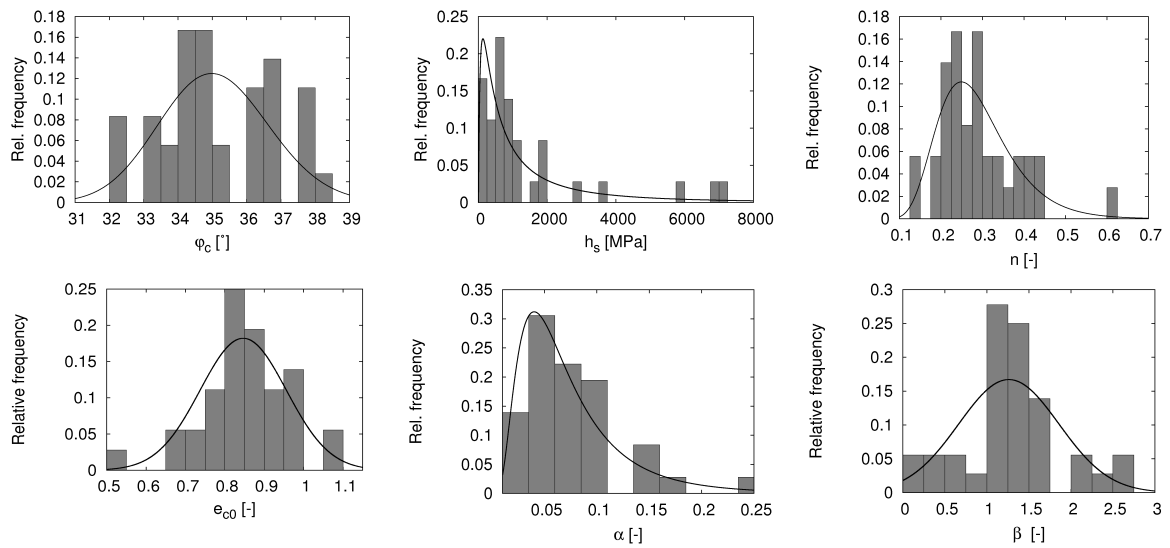 Rel. frequency
0.18
0.16
0.14
0.12
0.1
0.08
0.06
0.04
0.02
0
31 32 33 34 35 36 37 38 39
φc [˚]
Rel. frequency
0.25
0.2
0.15
0.1
0.05
0
0 2000 4000 6000 8000
hs [MPa]
Rel. frequency
0.18
0.16
0.14
0.12
0.1
0.08
0.06
0.04
0.02
0
0.1 0.2 0.3 0.4 0.5 0.6 0.7
n [-]
Relative frequency
0.25
0.2
0.15
0.1
0.05
0
0.5 0.6 0.7 0.8 0.9 1 1.1
ec0 [-]
Rel. frequency
0.35
0.3
0.25
0.2
0.15
0.1
0.05
0
0.05 0.1 0.15 0.2 0.25
α [-]
Relative frequency
0.3
0.25
0.2
0.15
0.1
0.05
0
0 0.5 1 1.5 2 2.5 3
β [-]